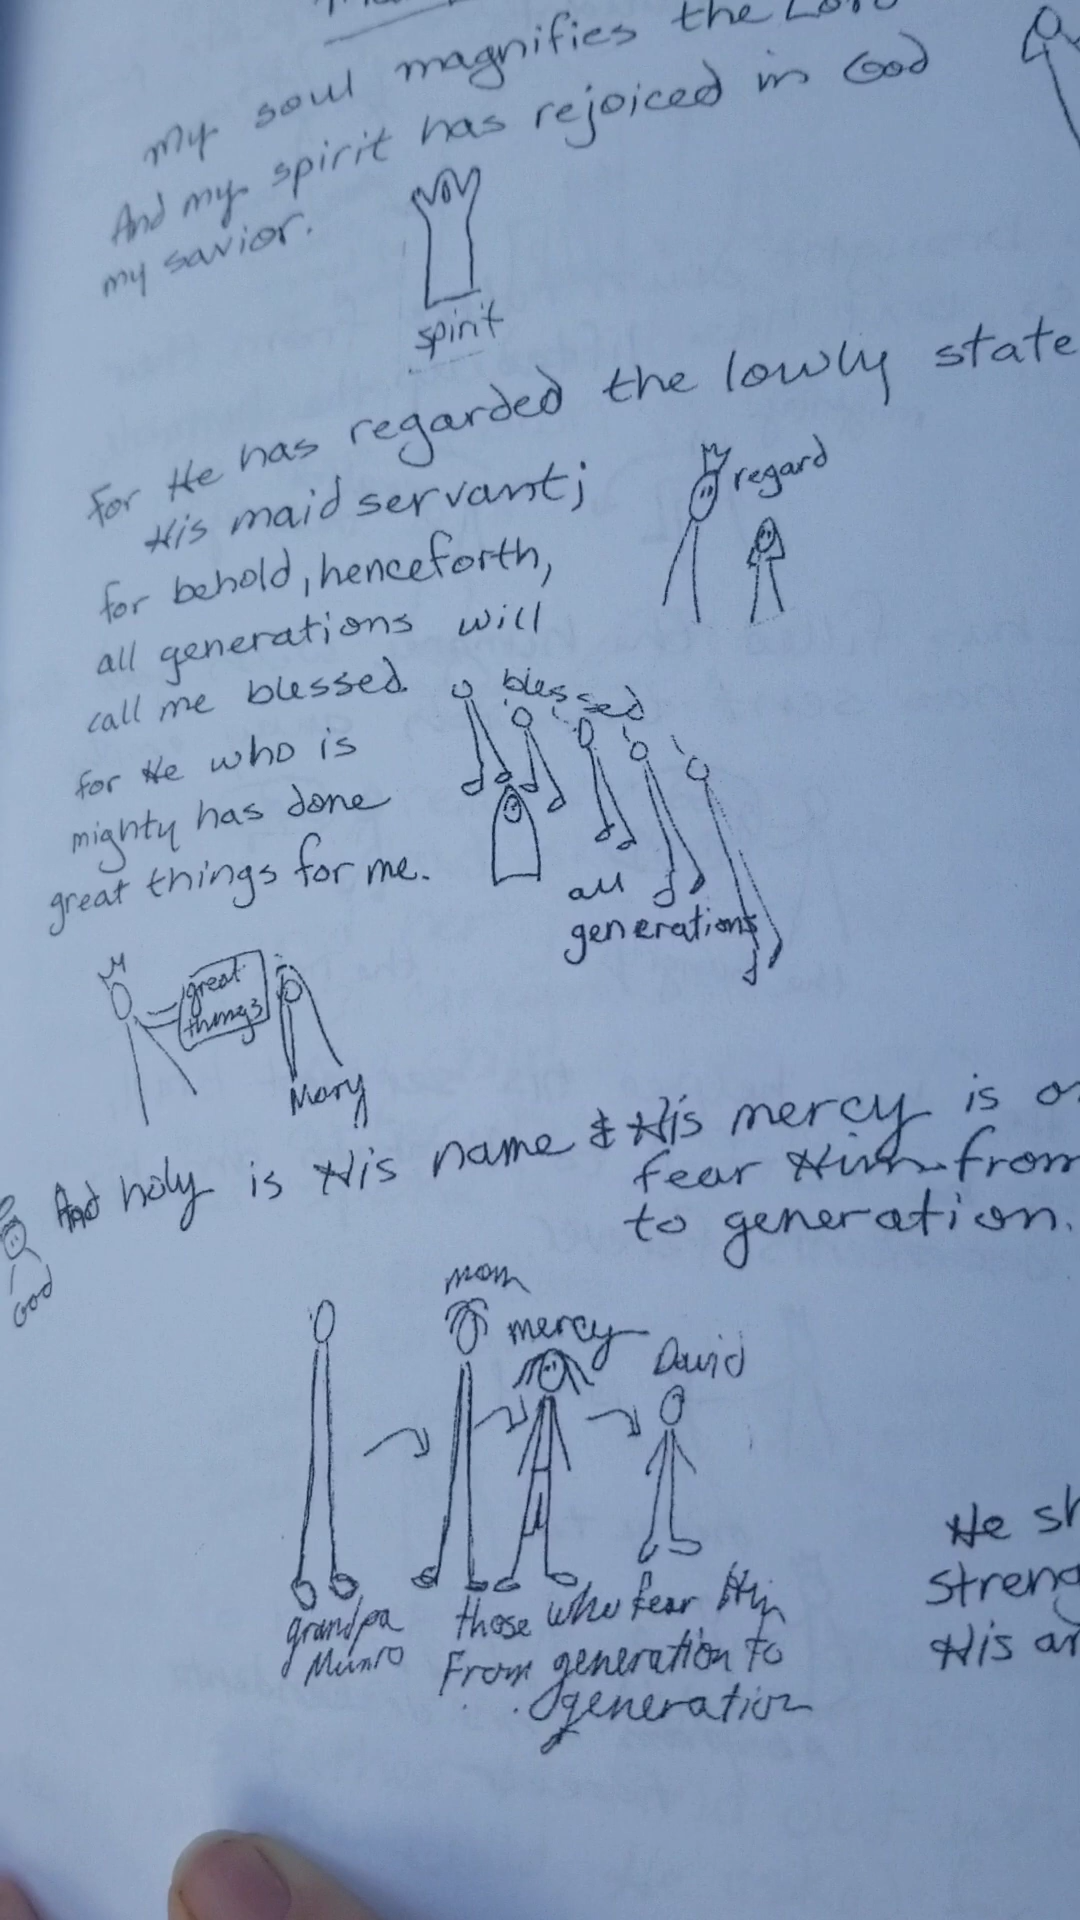 my soul magnifies the Lord
And my spirit has rejoiced in God
my savior.
spirit
for He has regarded the lowly state
His maid servant;
regard
for behold, henceforth,
all generations will
call me blessed.
blessed
for He who is
mighty has done
great things for me.
all
generations
great
things
Mary
And holy is His name & His mercy is
fear Him from
to generation.
God
mom
mercy
David
He
His
grandpa
Munro
those who fear Him
From generation to
generation